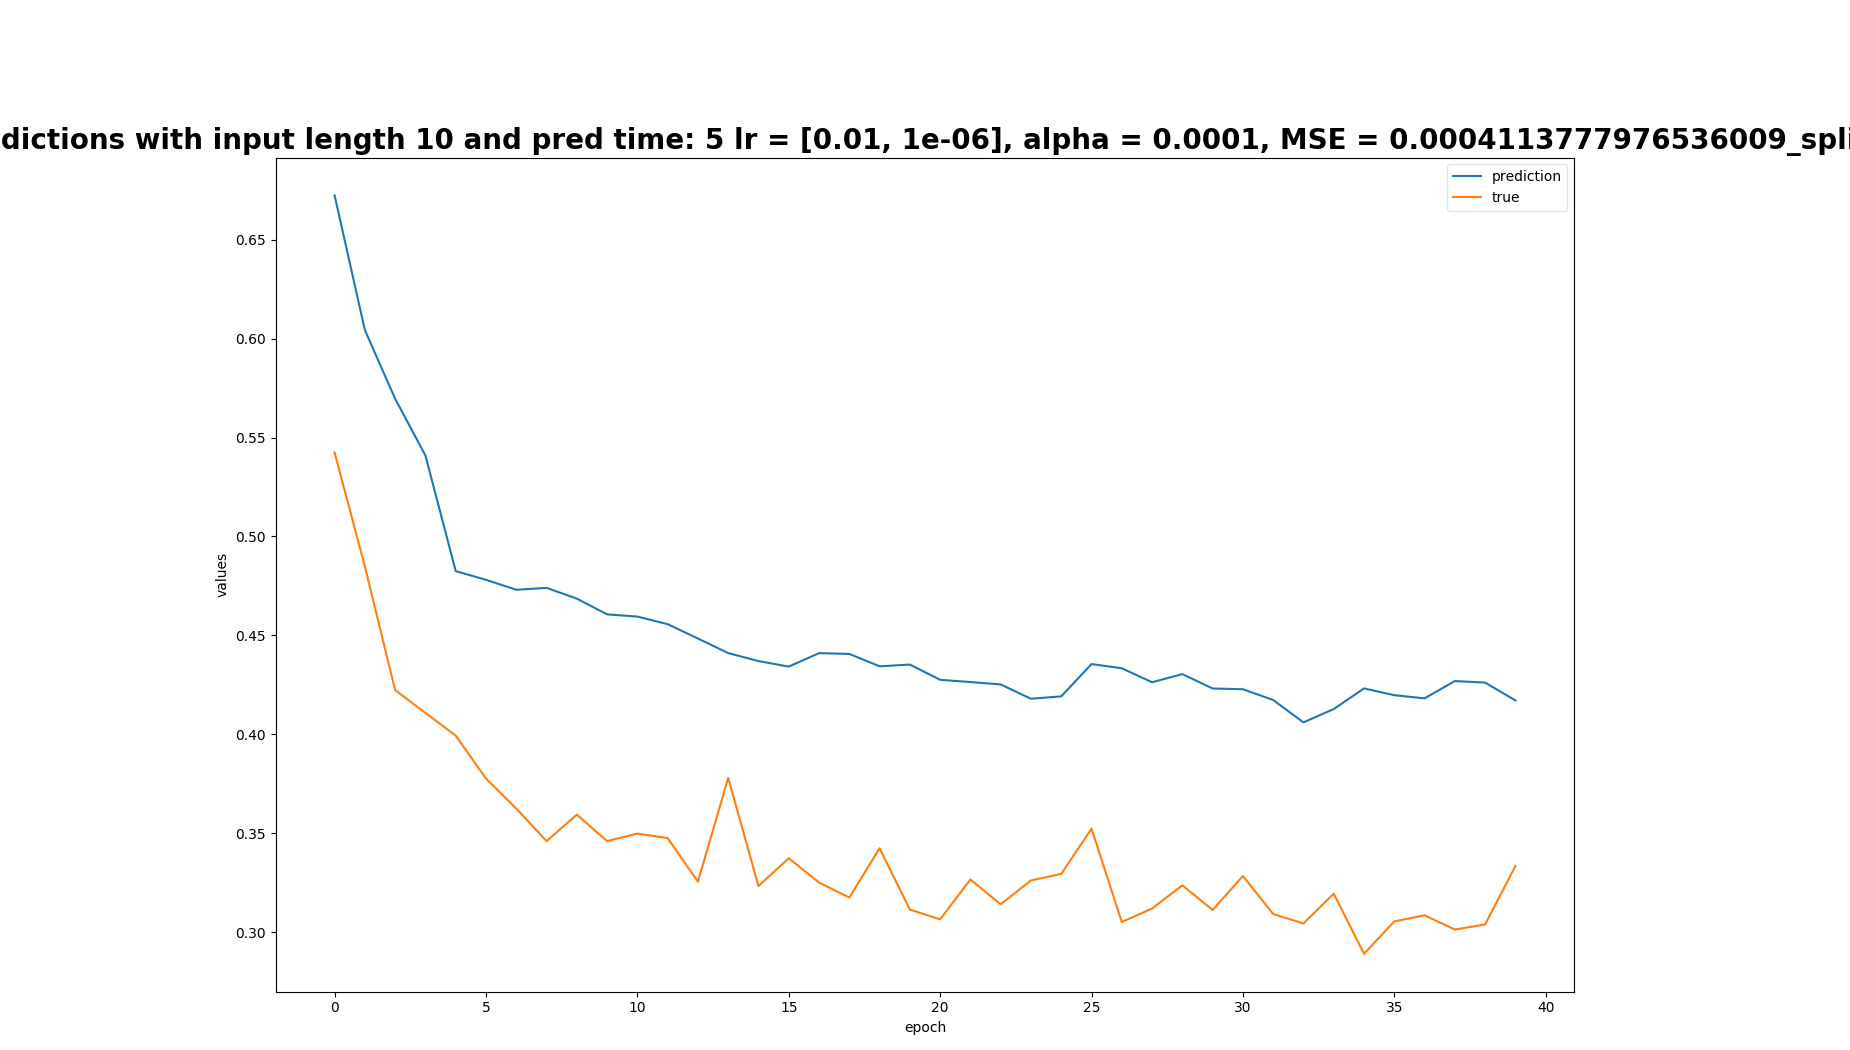 dictions with input length 10 and pred time: 5 lr = [0.01, 1e-06], alpha = 0.0001, MSE = 0.0004113777976536009_spli
prediction
true
0.65
0.60
0.55
0.50
0.45
0.40
0.35
0.30
values
0 5 10 15 20 25 30 35 40
epoch